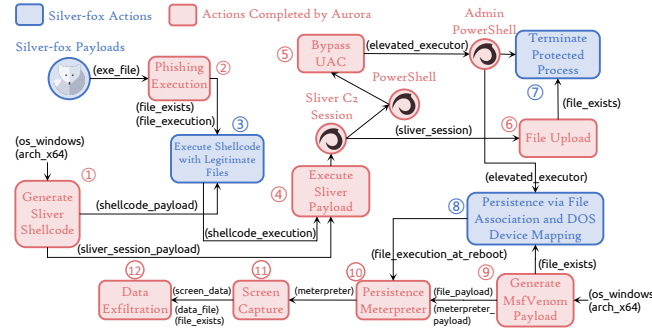 Silver-fox Actions
Actions Completed by Aurora
Silver-fox Payloads
(exe_file)
Phishing
Execution
②
(file_exists)
(file_execution)
③
Execute Shellcode
with Legitimate
Files
(os_windows)
(arch_x64)
①
Generate
Sliver
Shellcode
(shellcode_payload)
(sliver_session_payload)
(shellcode_execution)
④
Execute
Sliver
Payload
Sliver C2
Session
⑤
Bypass
UAC
PowerShell
(elevated_executor)
Admin
PowerShell
Terminate
Protected
Process
⑦
(file_exists)
(sliver_session)
⑥
File Upload
(elevated_executor)
⑧
Persistence via File
Association and DOS
Device Mapping
(file_execution_at_reboot)
(file_exists)
⑨
Generate
MsfVenom
Payload
(os_windows)
(arch_x64)
(file_payload)
(meterpreter_
payload)
⑩
Persistence
Meterpreter
(meterpreter)
⑪
Screen
Capture
(screen_data)
(data_file)
(file_exists)
⑫
Data
Exfiltration